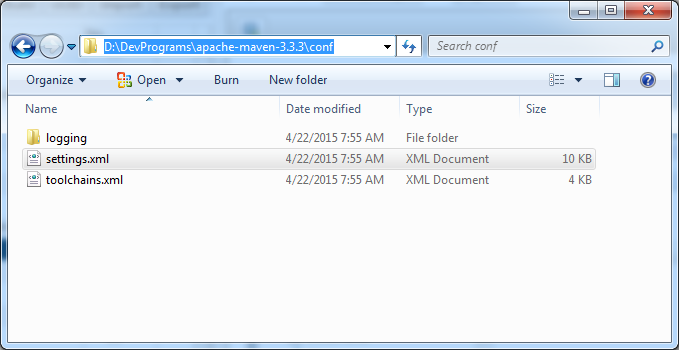 D:\DevPrograms\apache-maven-3.3.3\conf
Search conf
Organize Open Burn New folder
Name Date modified Type Size
logging 4/22/2015 7:55 AM File folder
settings.xml 4/22/2015 7:55 AM XML Document 10 KB
toolchains.xml 4/22/2015 7:55 AM XML Document 4 KB